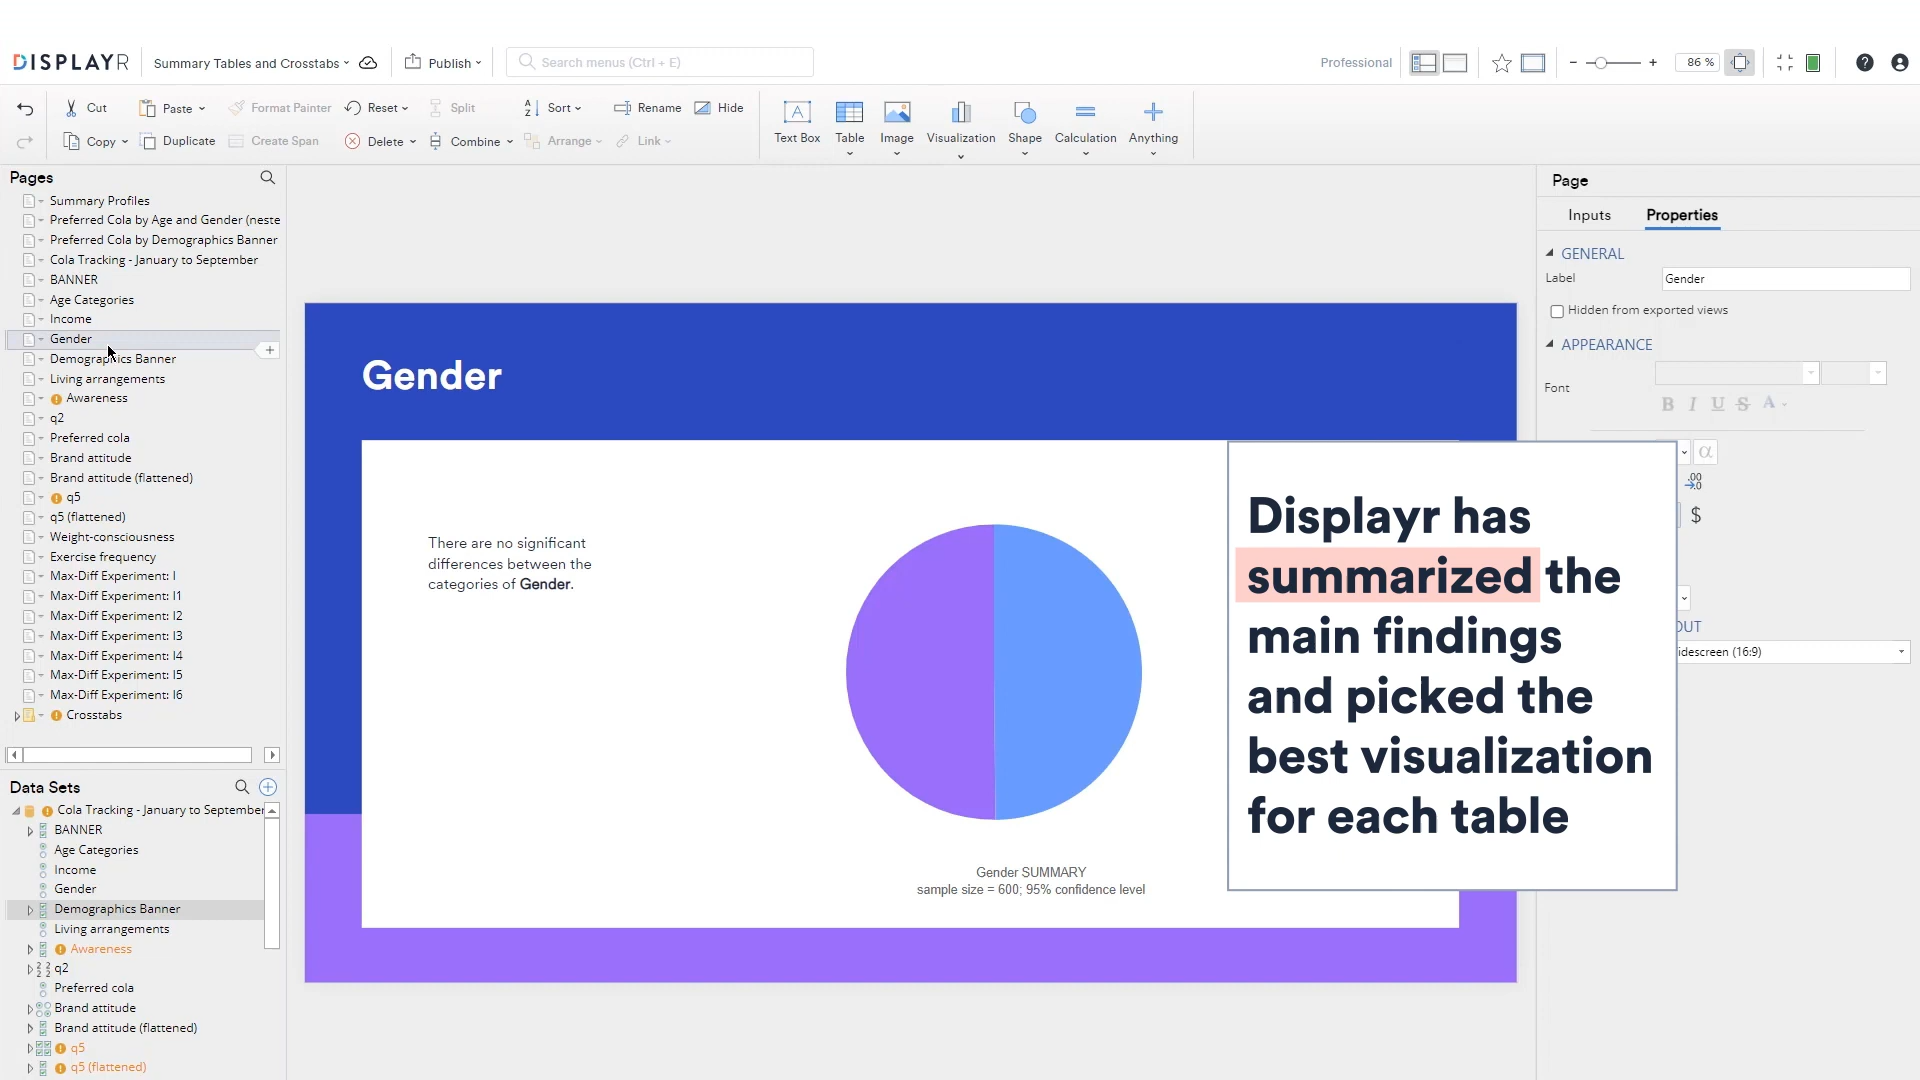 DISPLAYR
Summary Tables and Crosstabs
Publish
Search menus (Ctrl + E)
Professional
86 %
Cut
Paste
Format Painter
Reset
Split
Sort
Rename
Hide
Copy
Duplicate
Create Span
Delete
Combine
Arrange
Link
Text Box
Table
Image
Visualization
Shape
Calculation
Anything
Pages
Summary Profiles
Preferred Cola by Age and Gender (neste
Preferred Cola by Demographics Banner
Cola Tracking - January to September
BANNER
Age Categories
Income
Gender
Demographics Banner
Living arrangements
Awareness
q2
Preferred cola
Brand attitude
Brand attitude (flattened)
q5
q5 (flattened)
Weight-consciousness
Exercise frequency
Max-Diff Experiment: I
Max-Diff Experiment: I1
Max-Diff Experiment: I2
Max-Diff Experiment: I3
Max-Diff Experiment: I4
Max-Diff Experiment: I5
Max-Diff Experiment: I6
Crosstabs
Data Sets
Cola Tracking - January to September
BANNER
Age Categories
Income
Gender
Demographics Banner
Living arrangements
Awareness
q2
Preferred cola
Brand attitude
Brand attitude (flattened)
q5
q5 (flattened)
Gender
There are no significant
differences between the
categories of Gender.
Gender SUMMARY
sample size = 600; 95% confidence level
Displayr has
summarized the
main findings
and picked the
best visualization
for each table
Page
Inputs
Properties
GENERAL
Label
Gender
Hidden from exported views
APPEARANCE
Font
B I U S A
α
.00
$
OUT
idescreen (16:9)